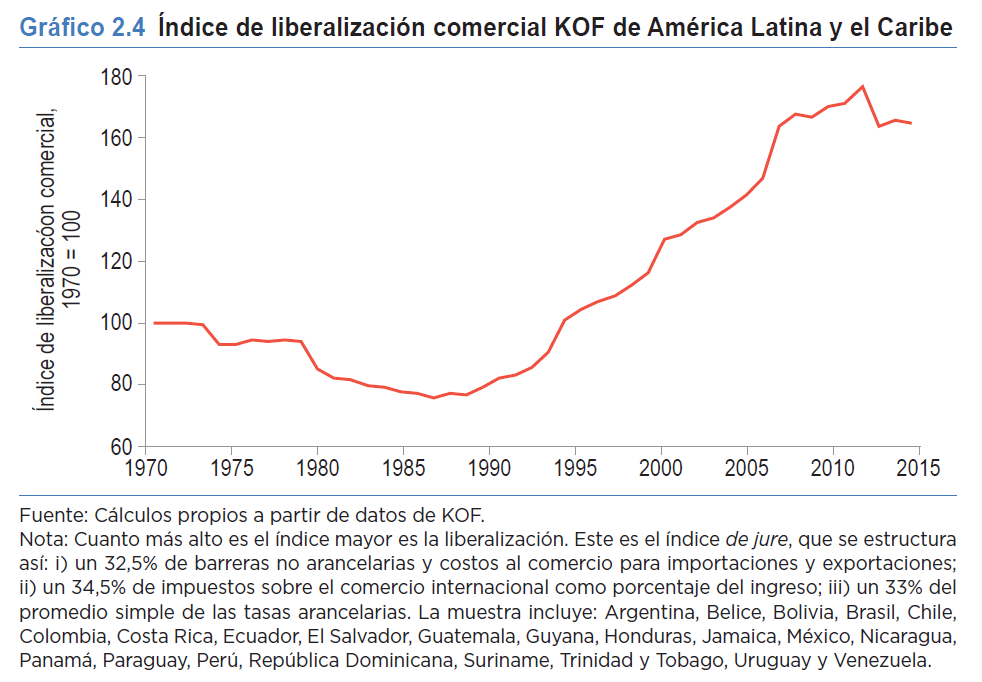 Gráfico 2.4 Índice de liberalización comercial KOF de América Latina y el Caribe
Índice de liberalizacóon comercial,
1970 = 100
180
160
140
120
100
80
60
1970 1975 1980 1985 1990 1995 2000 2005 2010 2015
Fuente: Cálculos propios a partir de datos de KOF.
Nota: Cuanto más alto es el índice mayor es la liberalización. Este es el índice de jure, que se estructura
así: i) un 32,5% de barreras no arancelarias y costos al comercio para importaciones y exportaciones;
ii) un 34,5% de impuestos sobre el comercio internacional como porcentaje del ingreso; iii) un 33% del
promedio simple de las tasas arancelarias. La muestra incluye: Argentina, Belice, Bolivia, Brasil, Chile,
Colombia, Costa Rica, Ecuador, El Salvador, Guatemala, Guyana, Honduras, Jamaica, México, Nicaragua,
Panamá, Paraguay, Perú, República Dominicana, Suriname, Trinidad y Tobago, Uruguay y Venezuela.